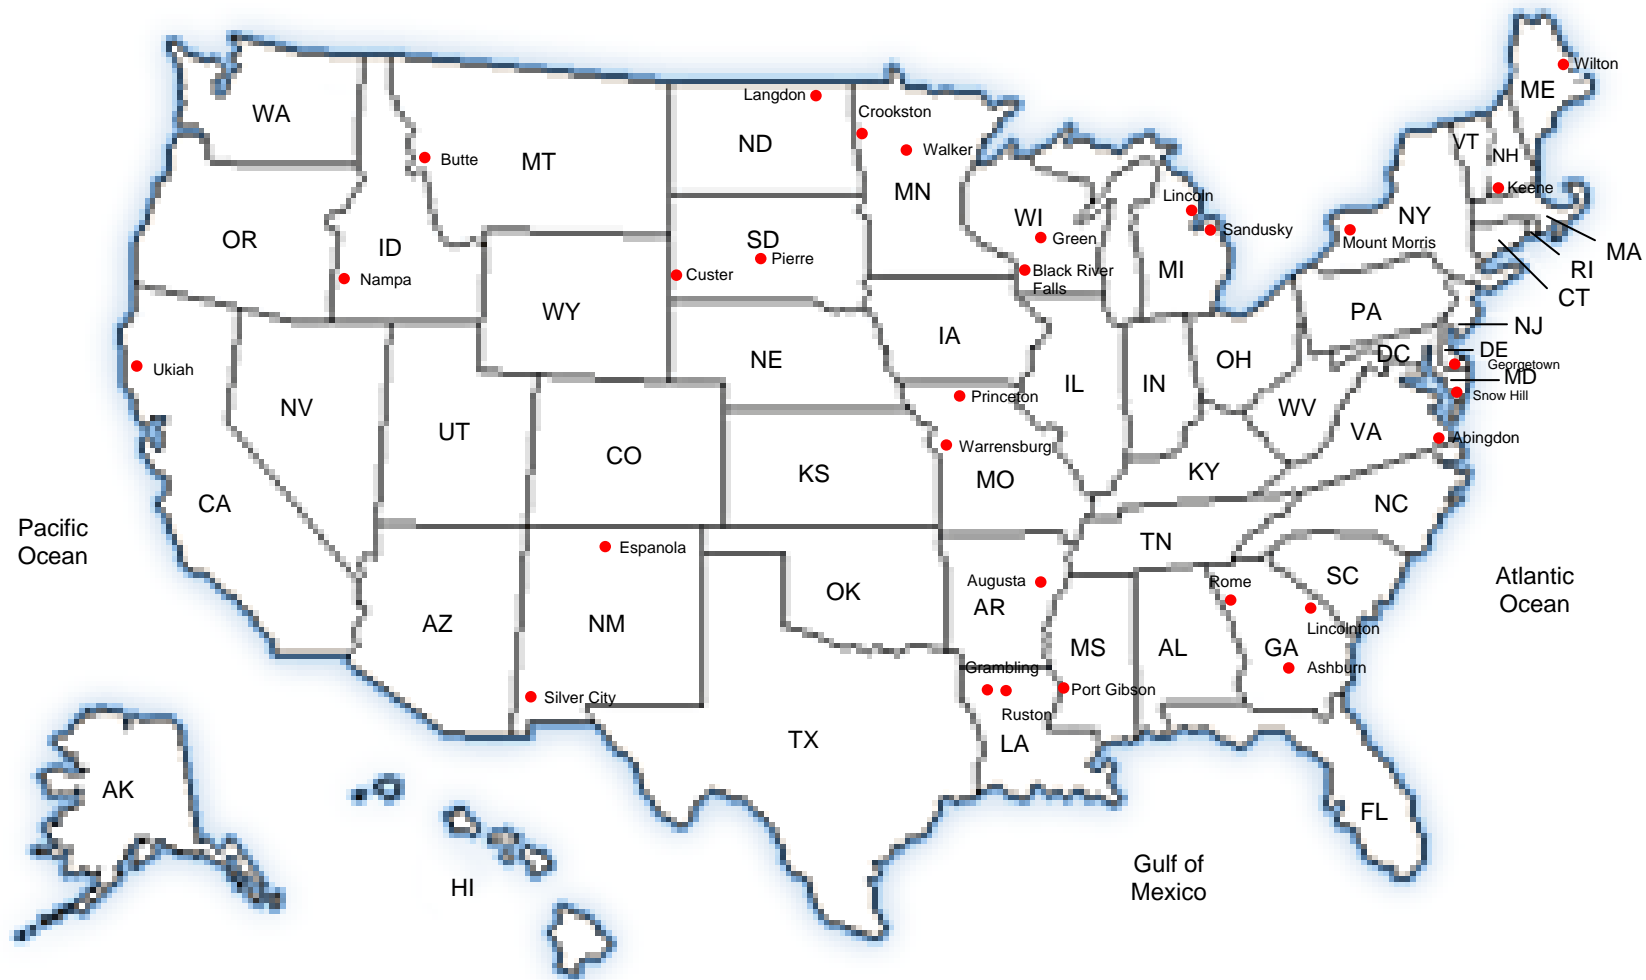 Wilton
ME
Langdon
Crookston
WA
VT
ND
Walker
NH
Butte
MT
Keene
MN
Lincoln
NY
WI
Sandusky
OR
SD
Green
Mount Morris
MA
ID
Pierre
MI
RI
Custer
Black River
Falls
Nampa
CT
WY
PA
NJ
IA
DC
DE
NE
OH
Georgetown
Ukiah
MD
IL
IN
Princeton
Snow Hill
NV
WV
UT
VA
Abingdon
CO
Warrensburg
KS
KY
MO
CA
NC
Pacific
Ocean
TN
Espanola
SC
Atlantic
Ocean
Augusta
Rome
OK
AR
AZ
NM
Lincolnton
MS
AL
GA
Grambling
Ashburn
Silver City
Port Gibson
Ruston
TX
LA
AK
FL
Gulf of
Mexico
HI